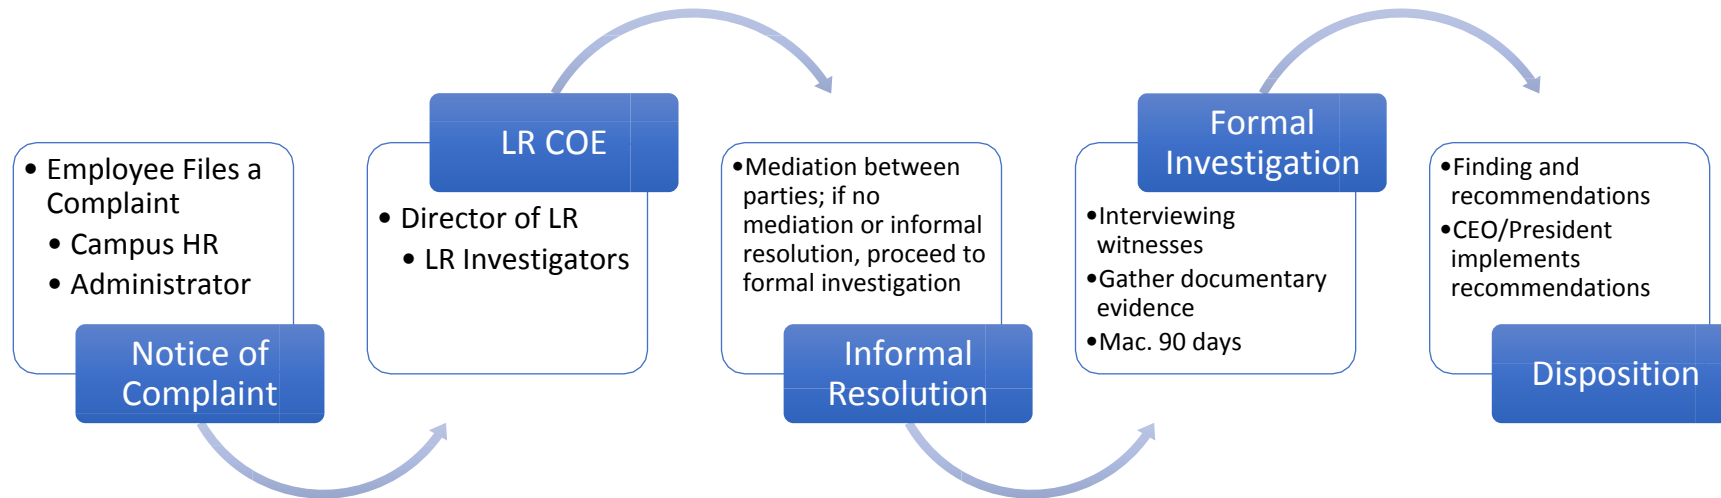 • Employee Files a
Complaint
• Campus HR
• Administrator
Notice of
Complaint
LR COE
• Director of LR
• LR Investigators
•Mediation between
parties; if no
mediation or informal
resolution, proceed to
formal investigation
Informal
Resolution
Formal
Investigation
•Interviewing
witnesses
•Gather documentary
evidence
•Mac. 90 days
•Finding and
recommendations
•CEO/President
implements
recommendations
Disposition